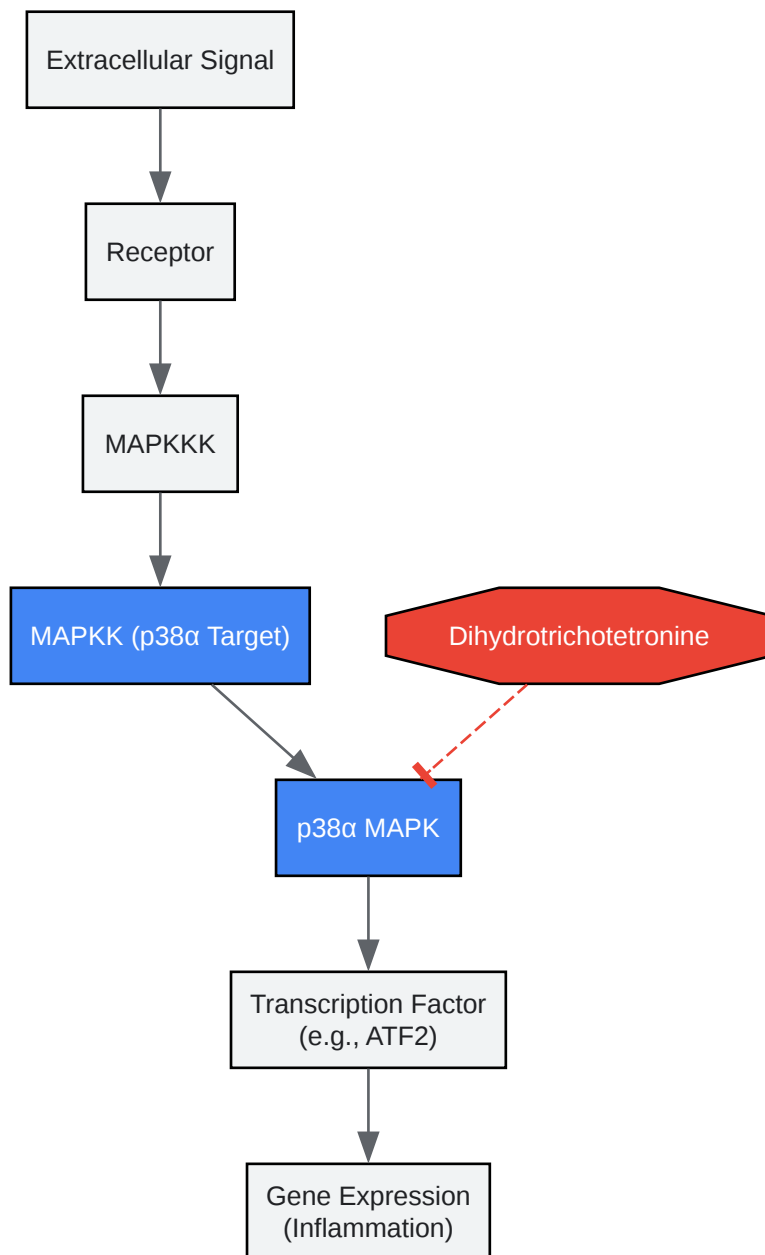 Extracellular Signal
Receptor
MAPKKK
MAPKK (p38α Target)
Dihydrotrichotetronine
p38α MAPK
Transcription Factor
(e.g., ATF2)
Gene Expression
(Inflammation)